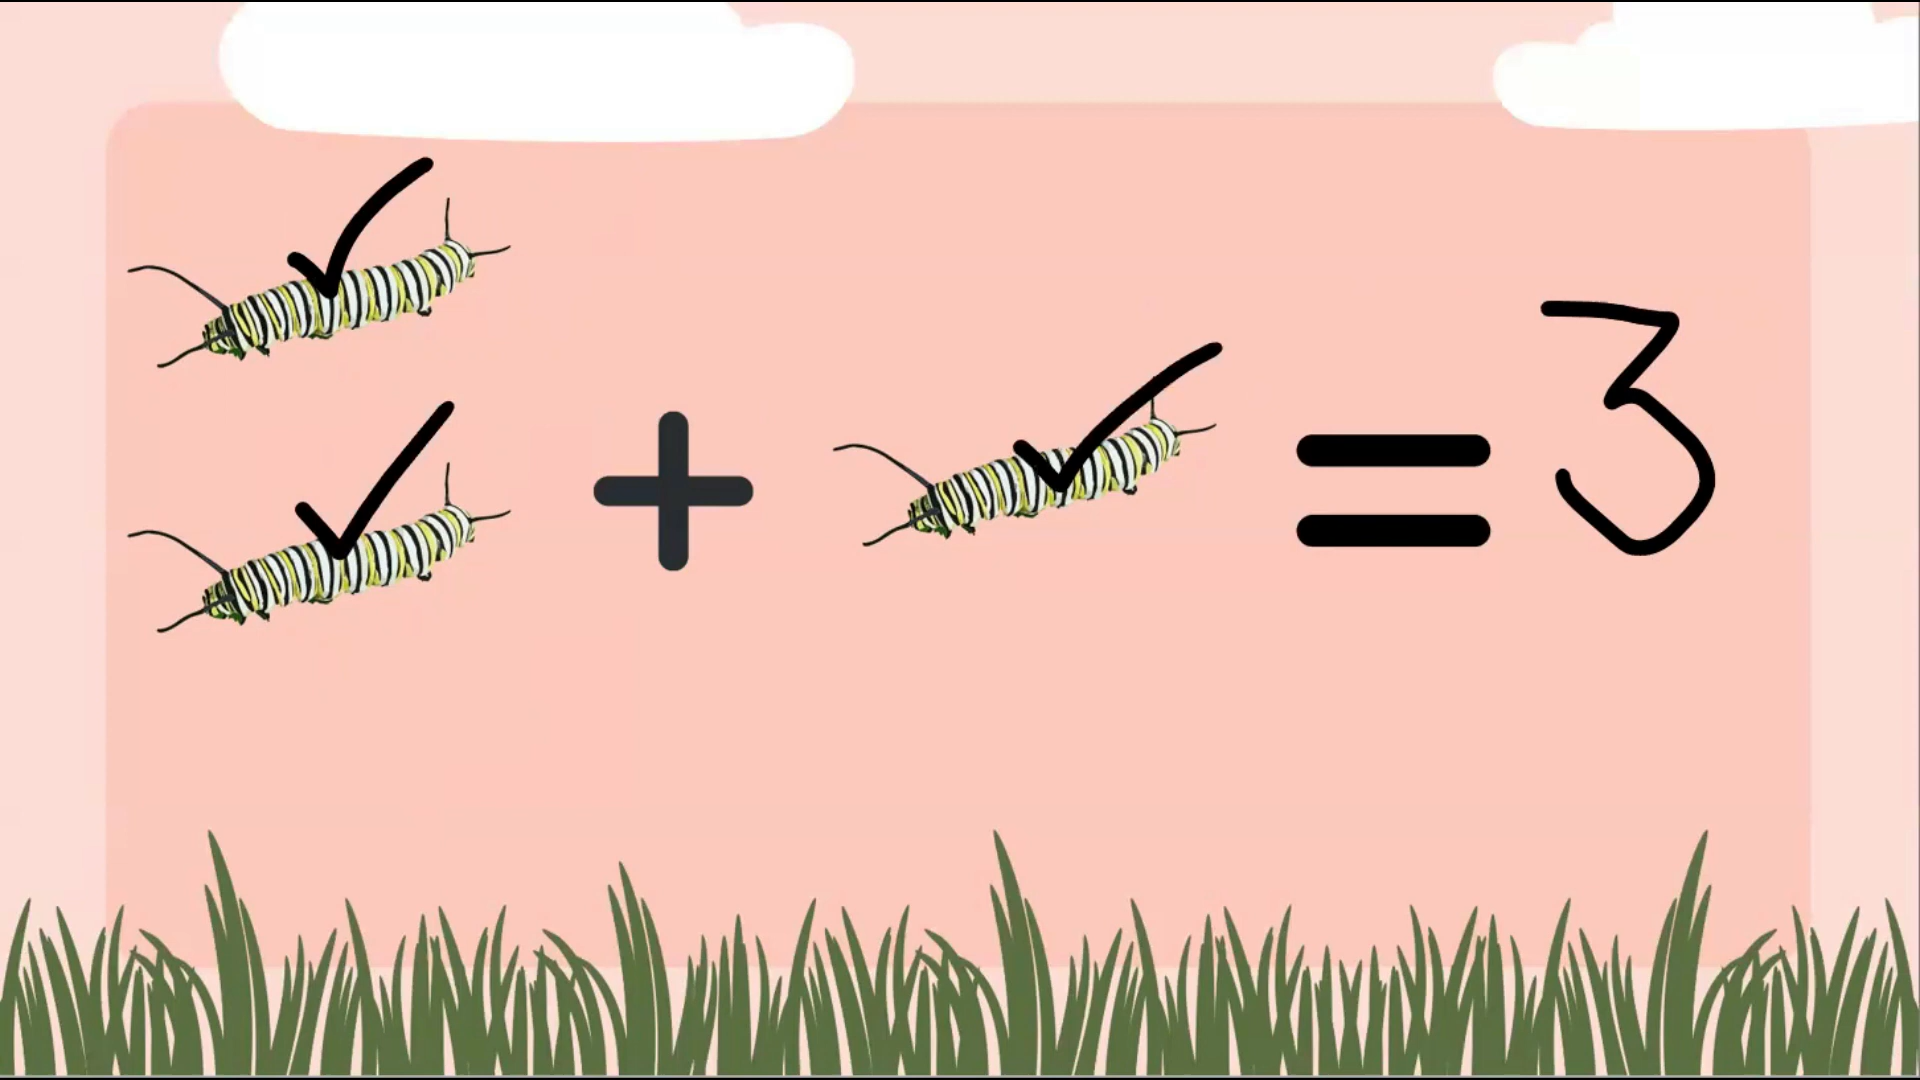 + = 3